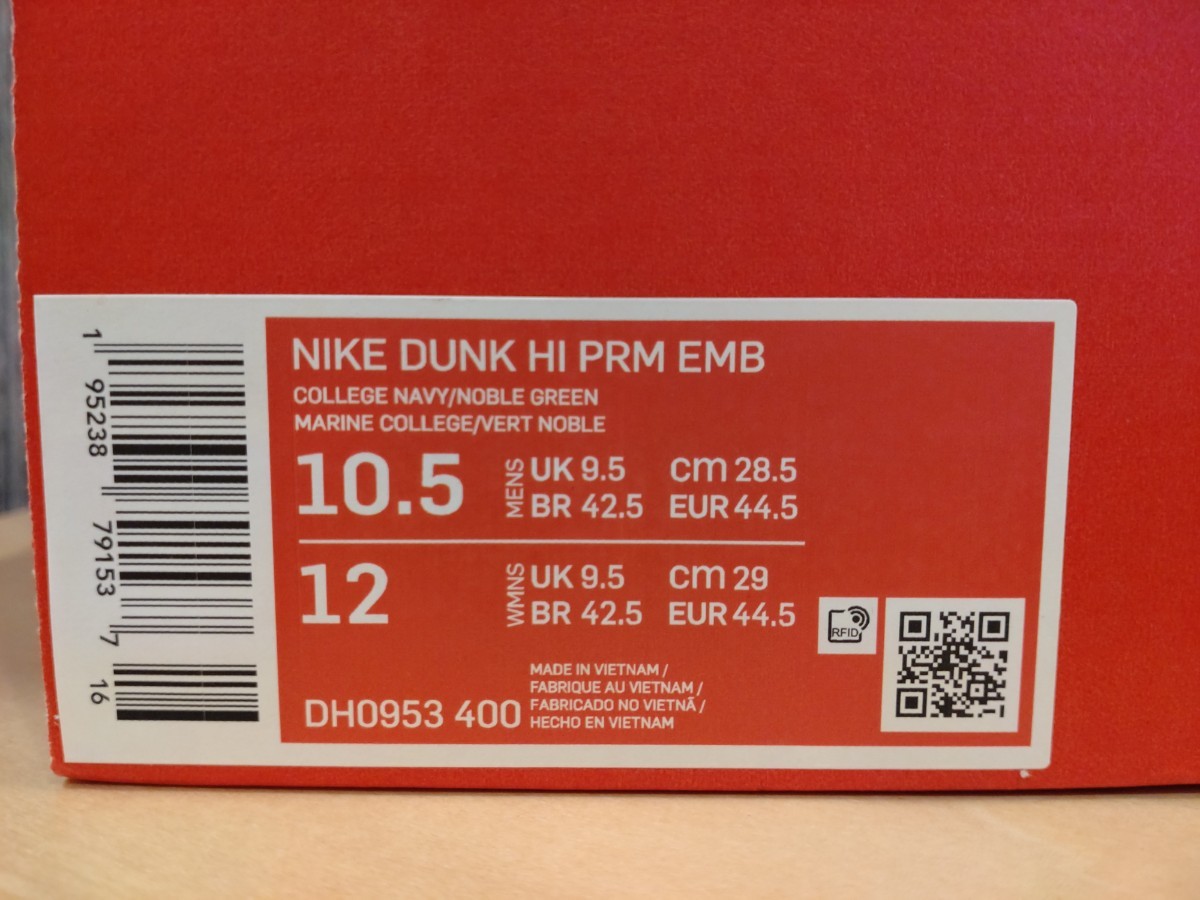 NIKE DUNK HI PRM EMB
COLLEGE NAVY/NOBLE GREEN
MARINE COLLEGE/VERT NOBLE
10.5 MENS UK 9.5 cm 28.5
BR 42.5 EUR 44.5
12 WMNS UK 9.5 cm 29
BR 42.5 EUR 44.5
RFID
MADE IN VIETNAM /
FABRIQUE AU VIETNAM /
FABRICADO NO VIETNÃ /
HECHO EN VIETNAM
DH0953 400
1 95238 79153 7 16